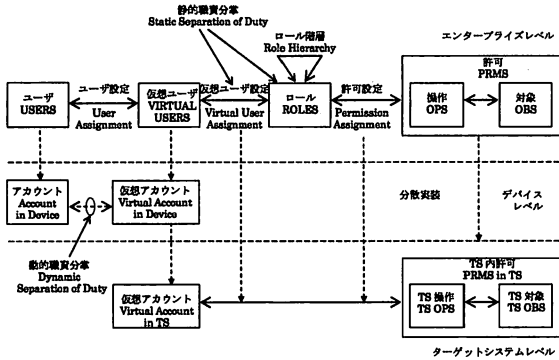 静的職責分掌
Static Separation of Duty
ロール階層
Role Hierarchy
エンタープライズレベル
ユーザ
USERS
ユーザ設定
User
Assignment
仮想ユーザ
VIRTUAL
USERS
仮想ユーザ設定
Virtual User
Assignment
ロール
ROLES
許可設定
Permission
Assignment
許可
PRMS
操作
OPS
対象
OBS
アカウント
Account
in Device
仮想アカウント
Virtual Account
in Device
分散実装
デバイス
レベル
動的職責分掌
Dynamic
Separation of Duty
仮想アカウント
Virtual Account
in TS
TS 内許可
PRMS in TS
TS 操作
TS OPS
TS 対象
TS OBS
ターゲットシステムレベル